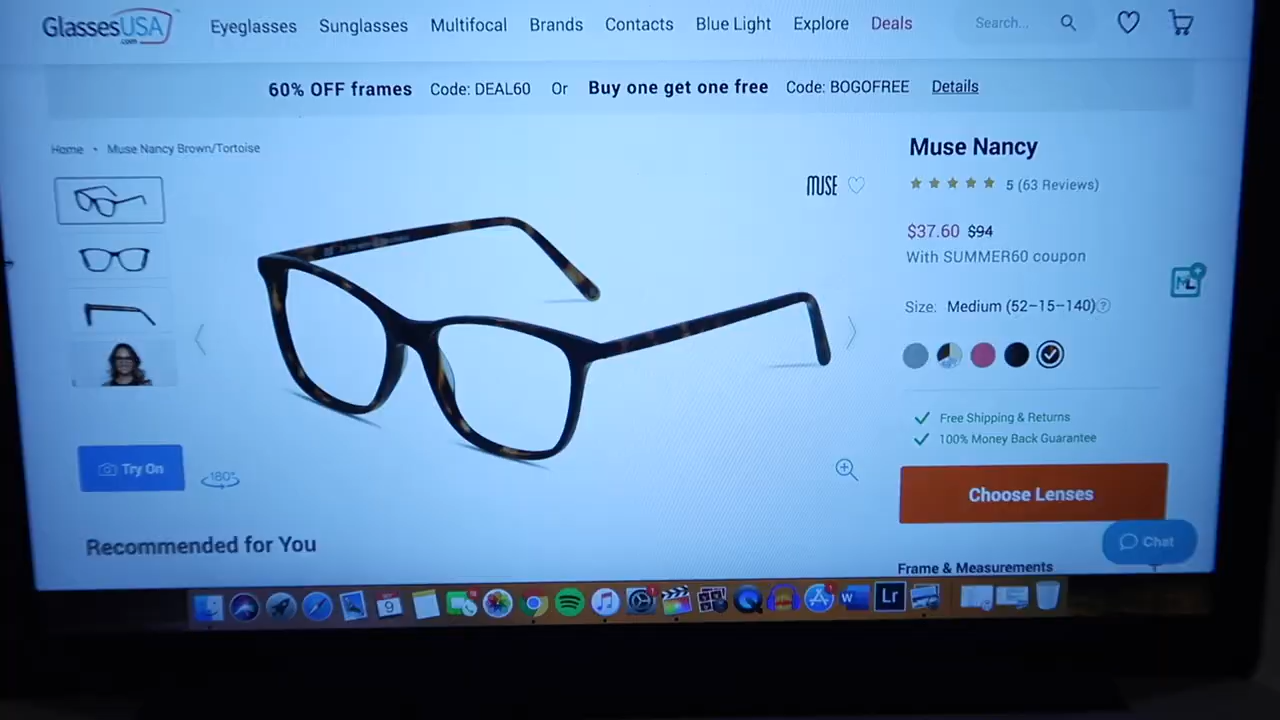 GlassesUSA
.com
Eyeglasses Sunglasses Multifocal Brands Contacts Blue Light Explore Deals Search...
60% OFF frames Code: DEAL60 Or Buy one get one free Code: BOGOFREE Details
Home • Muse Nancy Brown/Tortoise
MUSE
Muse Nancy
5 (63 Reviews)
$37.60 $94
With SUMMER60 coupon
Size: Medium (52-15-140)
?
Free Shipping & Returns
100% Money Back Guarantee
Try On
180°
Choose Lenses
Chat
Recommended for You
Frame & Measurements
9
W
Lr